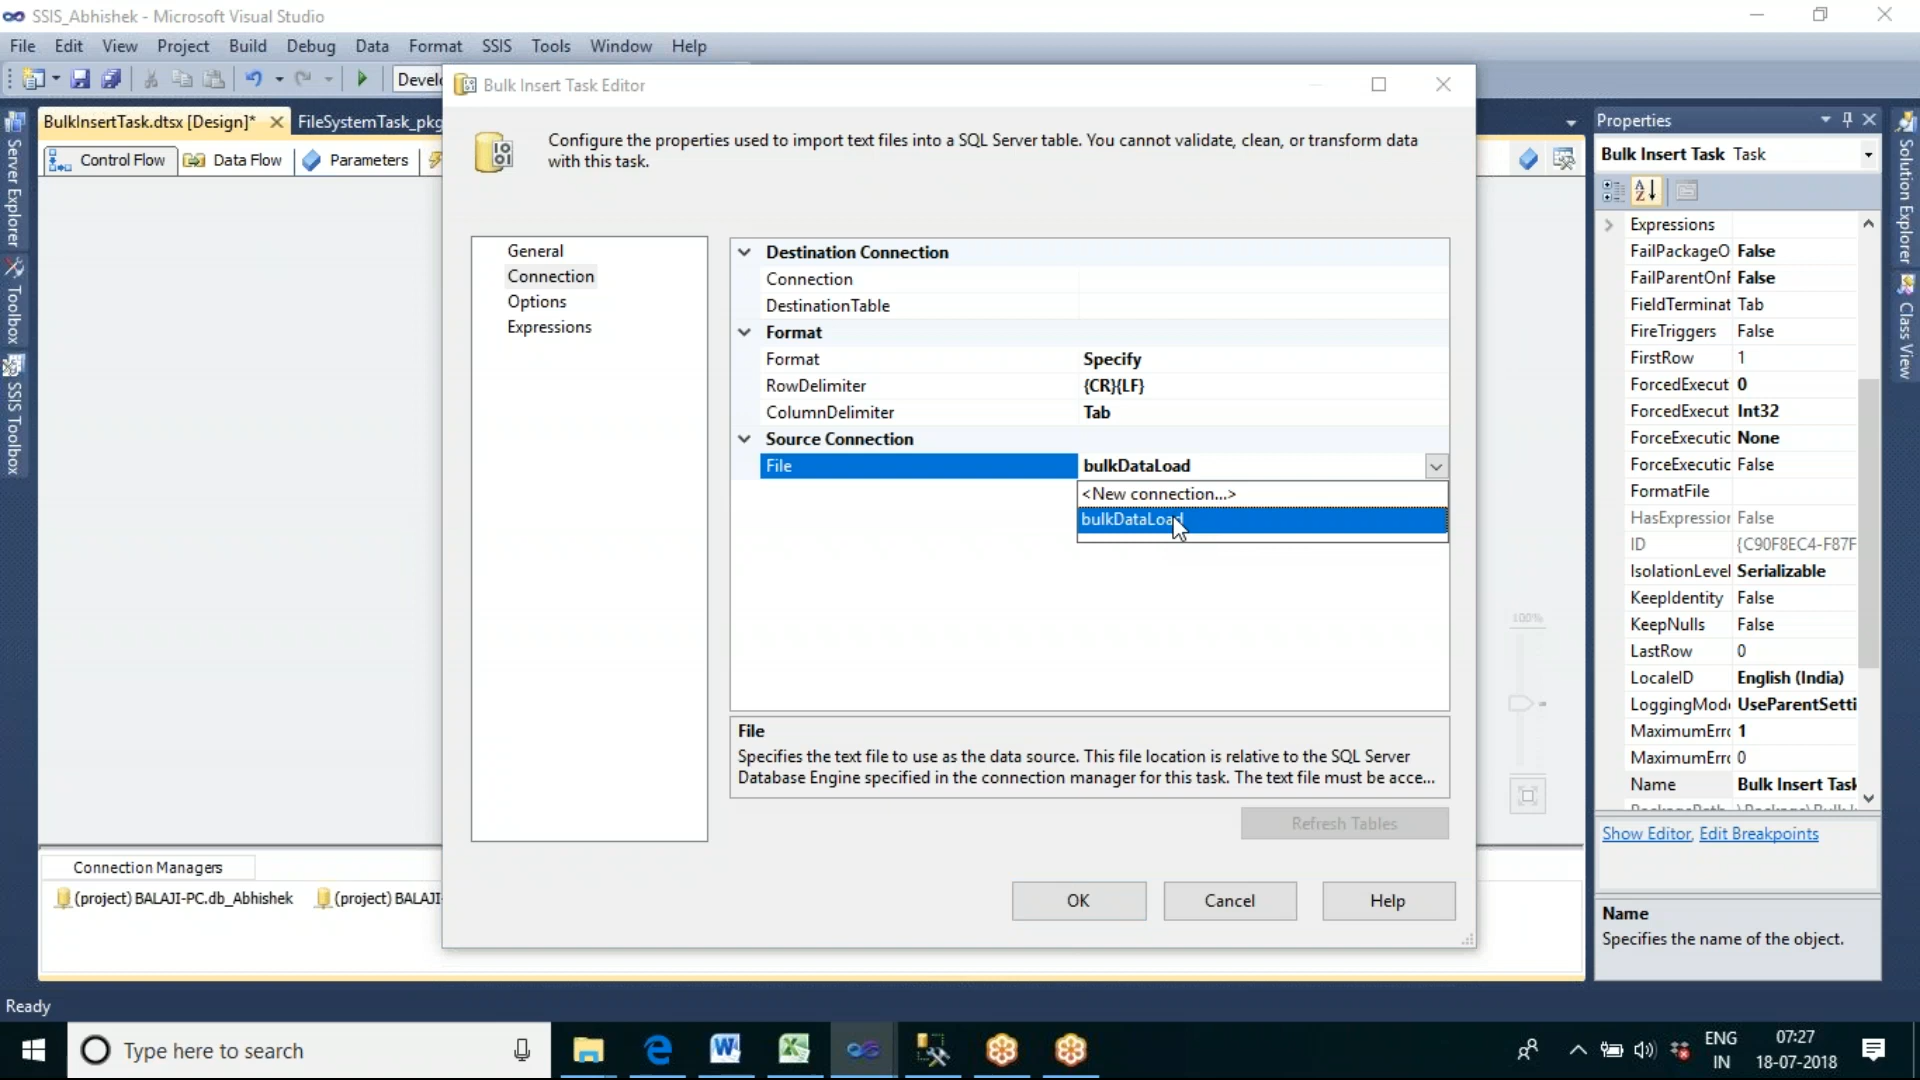 SSIS_Abhishek - Microsoft Visual Studio
File Edit View Project Build Debug Data Format SSIS Tools Window Help
Bulk Insert Task Editor
Configure the properties used to import text files into a SQL Server table. You cannot validate, clean, or transform data
with this task.
BulkInsertTask.dtsx [Design]*
FileSystemTask_pkg
Control Flow
Data Flow
Parameters
Server Explorer
Toolbox
SSIS Toolbox
General
Connection
Options
Expressions
Destination Connection
Connection
DestinationTable
Format
Format Specify
RowDelimiter {CR}{LF}
ColumnDelimiter Tab
Source Connection
File bulkDataLoad
<New connection...>
bulkDataLoad
File
Specifies the text file to use as the data source. This file location is relative to the SQL Server
Database Engine specified in the connection manager for this task. The text file must be acce...
Refresh Tables
OK Cancel Help
Connection Managers
(project) BALAJI-PC.db_Abhishek (project) BALAJI-
100%
Properties
Bulk Insert Task Task
Expressions
FailPackageO False
FailParentOnF False
FieldTerminat Tab
FireTriggers False
FirstRow 1
ForcedExecut 0
ForcedExecut Int32
ForceExecutic None
ForceExecutic False
FormatFile
HasExpression False
ID {C90F8EC4-F87F
IsolationLevel Serializable
KeepIdentity False
KeepNulls False
LastRow 0
LocaleID English (India)
LoggingMode UseParentSetti
MaximumErro 1
MaximumErro 0
Name Bulk Insert Task
Show Editor, Edit Breakpoints
Name
Specifies the name of the object.
Solution Explorer
Class View
Ready
Type here to search
ENG
IN
07:27
18-07-2018